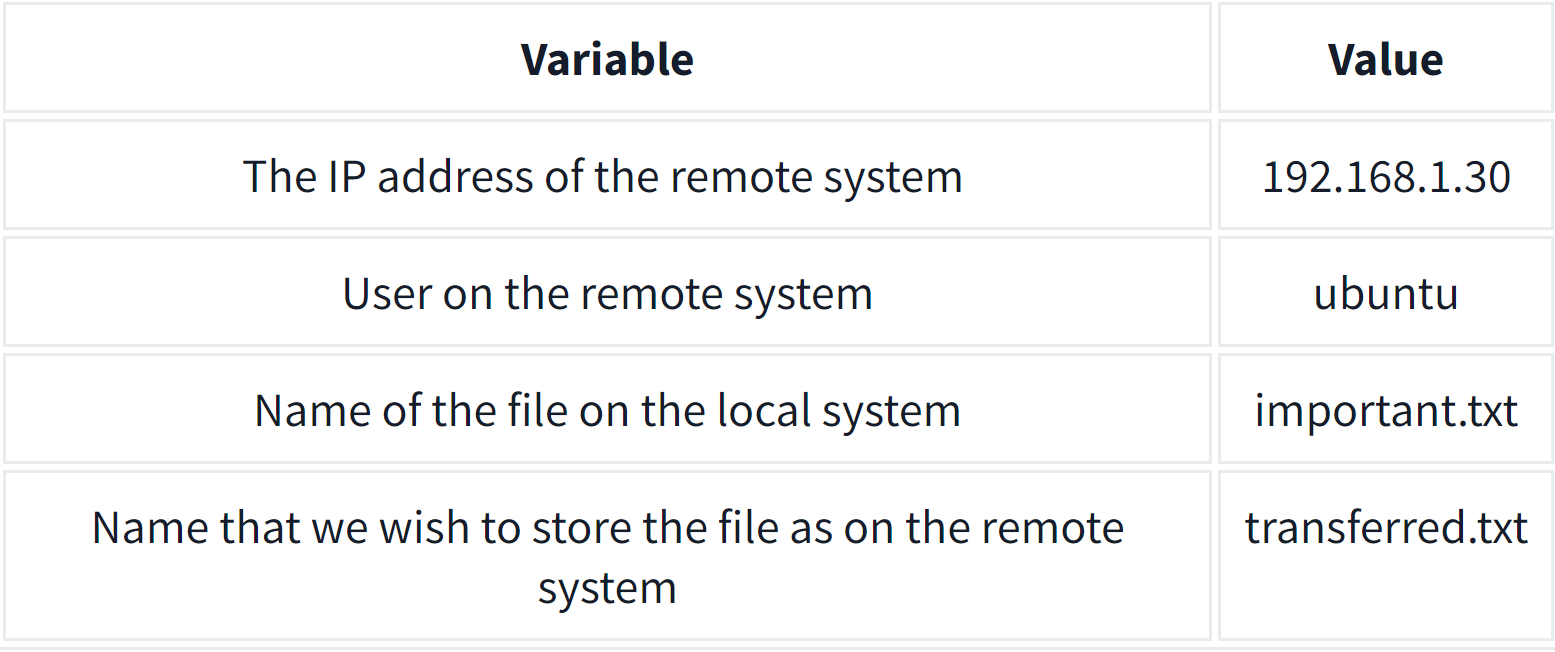 Variable Value
The IP address of the remote system 192.168.1.30
User on the remote system ubuntu
Name of the file on the local system important.txt
Name that we wish to store the file as on the remote transferred.txt
system